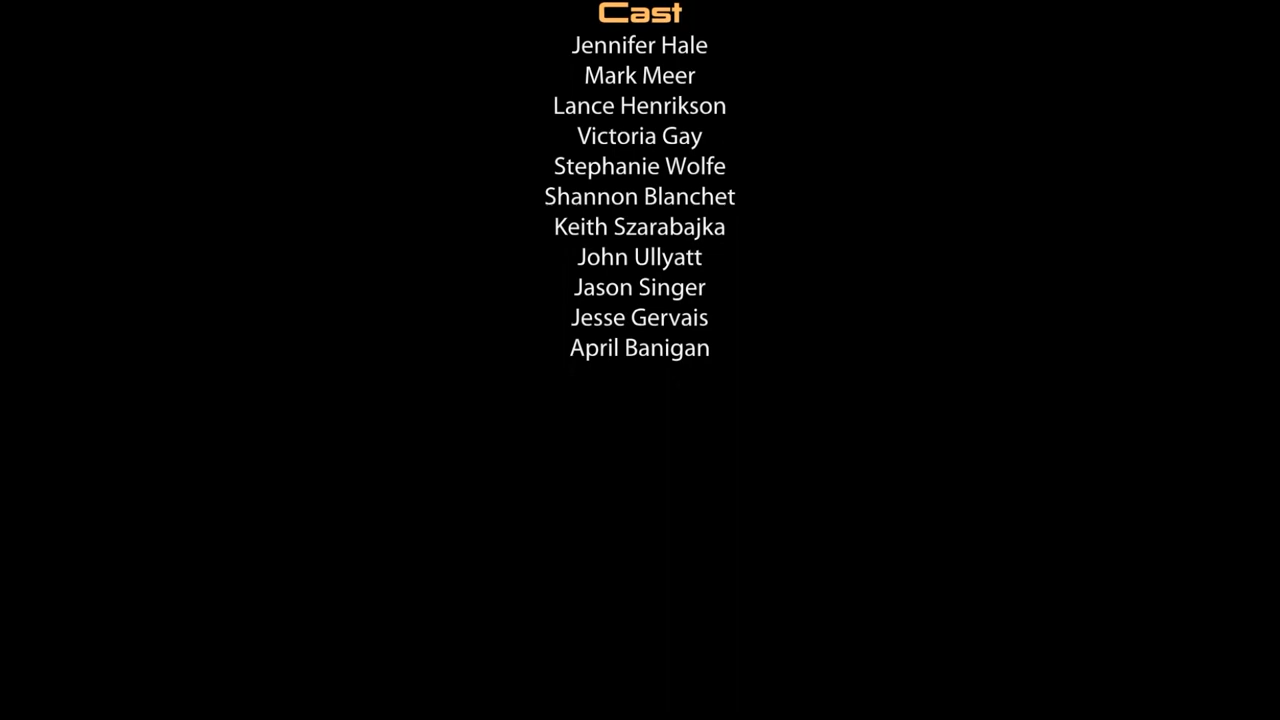 Cast
Jennifer Hale
Mark Meer
Lance Henrikson
Victoria Gay
Stephanie Wolfe
Shannon Blanchet
Keith Szarabajka
John Ullyatt
Jason Singer
Jesse Gervais
April Banigan